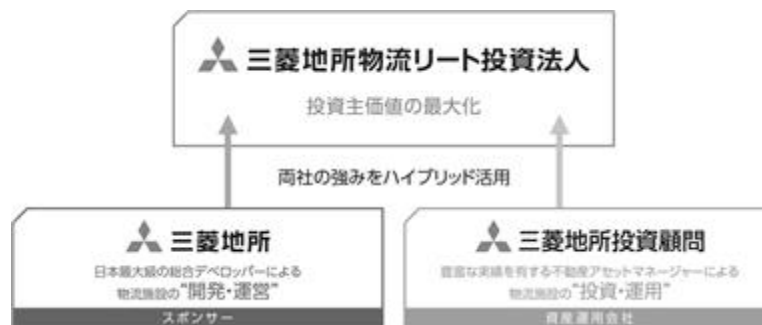 三菱地所物流リート投資法人
投資主価値の最大化
両社の強みをハイブリッド活用
三菱地所
日本最大級の総合デベロッパーによる
物流施設の"開発・運営"
スポンサー
三菱地所投資顧問
豊富な実績を有する不動産アセットマネージャーによる
物流施設の"投資・運用"
資産運用会社